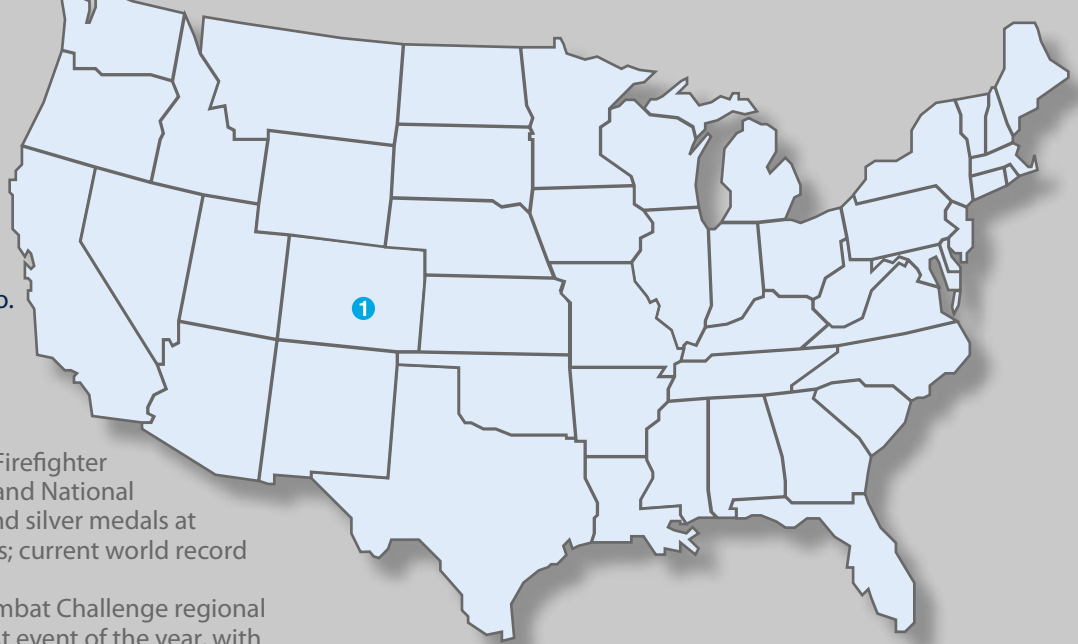 o.
1
Firefighter
and National
nd silver medals at
s; current world record
mbat Challenge regional
st event of the year, with